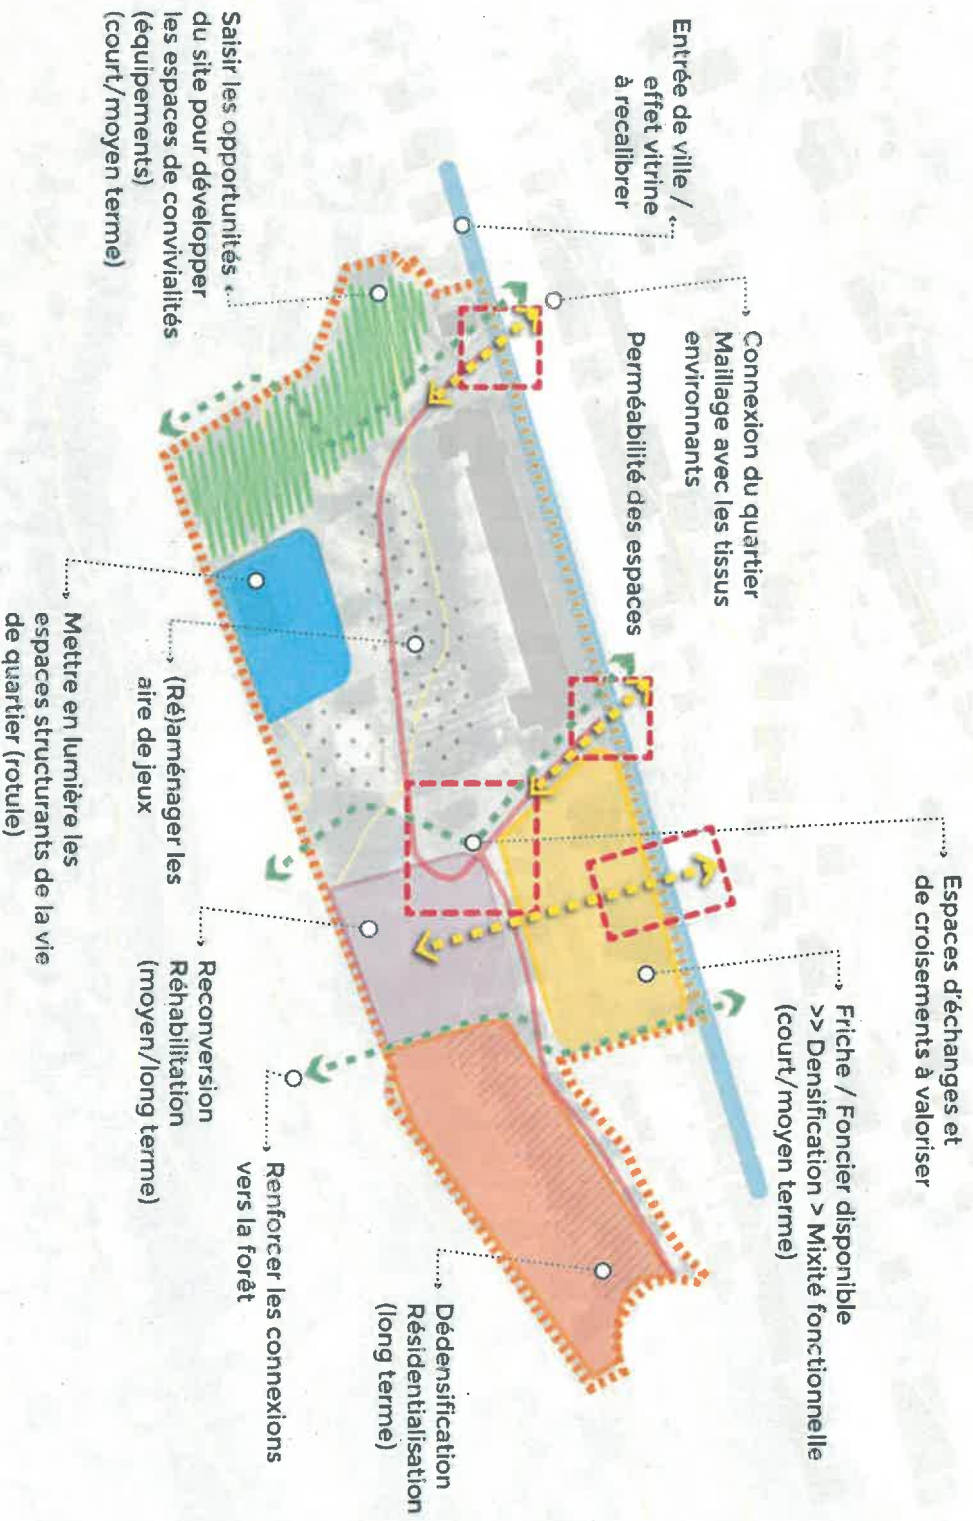 Entrée de ville /
effet vitrine
à recalibrer
Connexion du quartier
Maillage avec les tissus
environnants
Perméabilité des espaces
Espaces d'échanges et
de croisements à valoriser
Friche / Foncier disponible
>> Densification > Mixité fonctionnelle
(court/moyen terme)
Saisir les opportunités
du site pour développer
les espaces de convivialités
(équipements)
(court/moyen terme)
Mettre en lumière les
espaces structurants de la vie
de quartier (rotule)
(Ré)aménager les
aire de jeux
Reconversion
Réhabilitation
(moyen/long terme)
Renforcer les connexions
vers la forêt
Dédensification
Résidentialisation
(long terme)